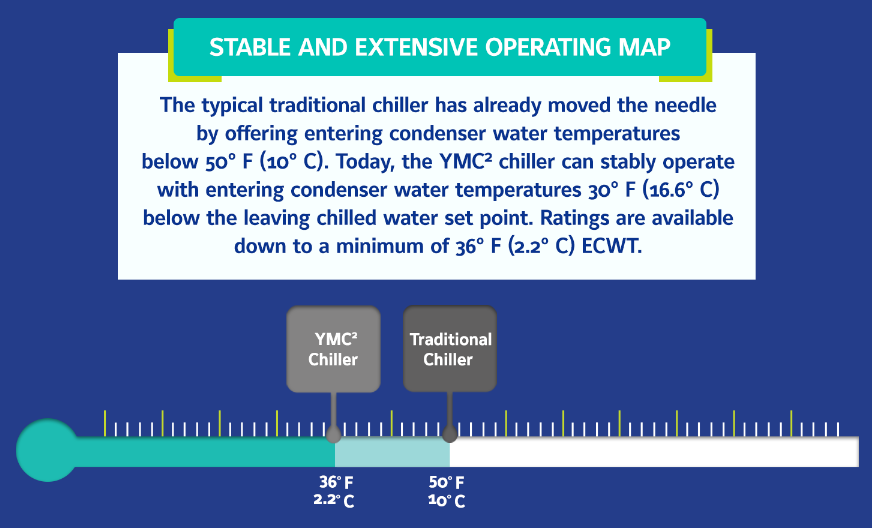 STABLE AND EXTENSIVE OPERATING MAP
The typical traditional chiller has already moved the needle
by offering entering condenser water temperatures
below 50° F (10° C). Today, the YMC² chiller can stably operate
with entering condenser water temperatures 30° F (16.6° C)
below the leaving chilled water set point. Ratings are available
down to a minimum of 36° F (2.2° C) ECWT.
YMC²
Chiller
Traditional
Chiller
36° F
2.2° C
50° F
10° C